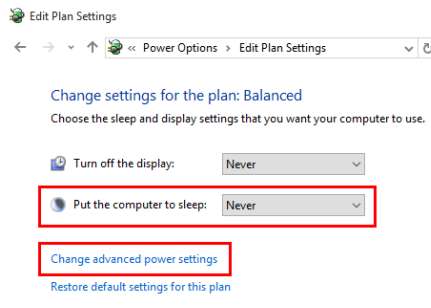 Edit Plan Settings
« Power Options > Edit Plan Settings
Change settings for the plan: Balanced
Choose the sleep and display settings that you want your computer to use.
Turn off the display: Never
Put the computer to sleep: Never
Change advanced power settings
Restore default settings for this plan